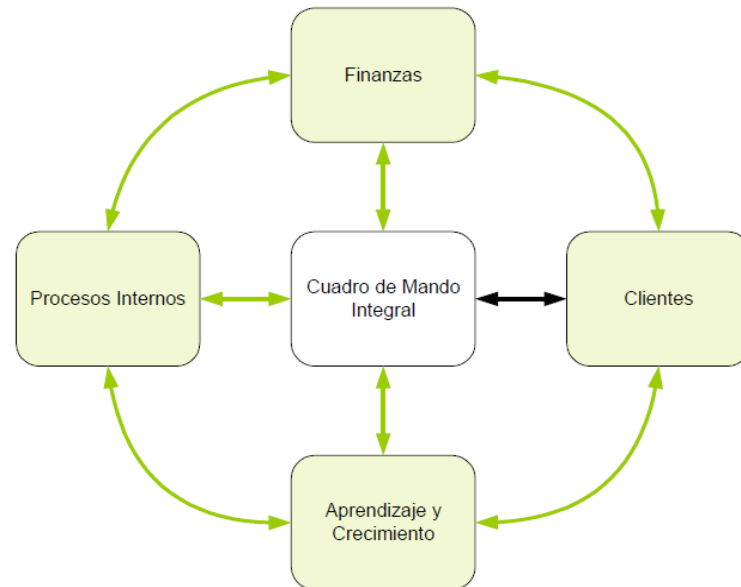 Finanzas
Procesos Internos
Cuadro de Mando
Integral
Clientes
Aprendizaje y
Crecimiento